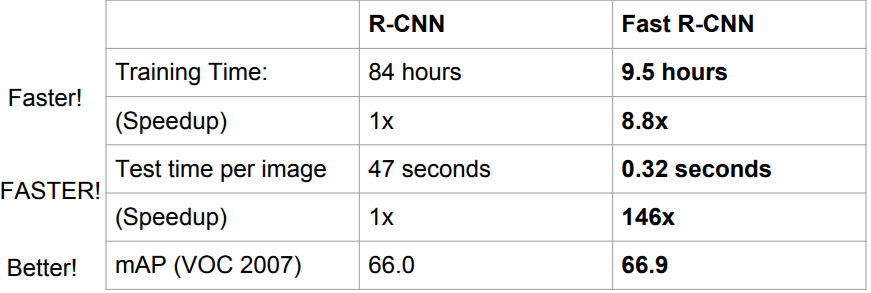 R-CNN Fast R-CNN
Training Time: 84 hours 9.5 hours
Faster!
(Speedup) 1x 8.8x
Test time per image 47 seconds 0.32 seconds
FASTER!
(Speedup) 1x 146x
Better! mAP (VOC 2007) 66.0 66.9